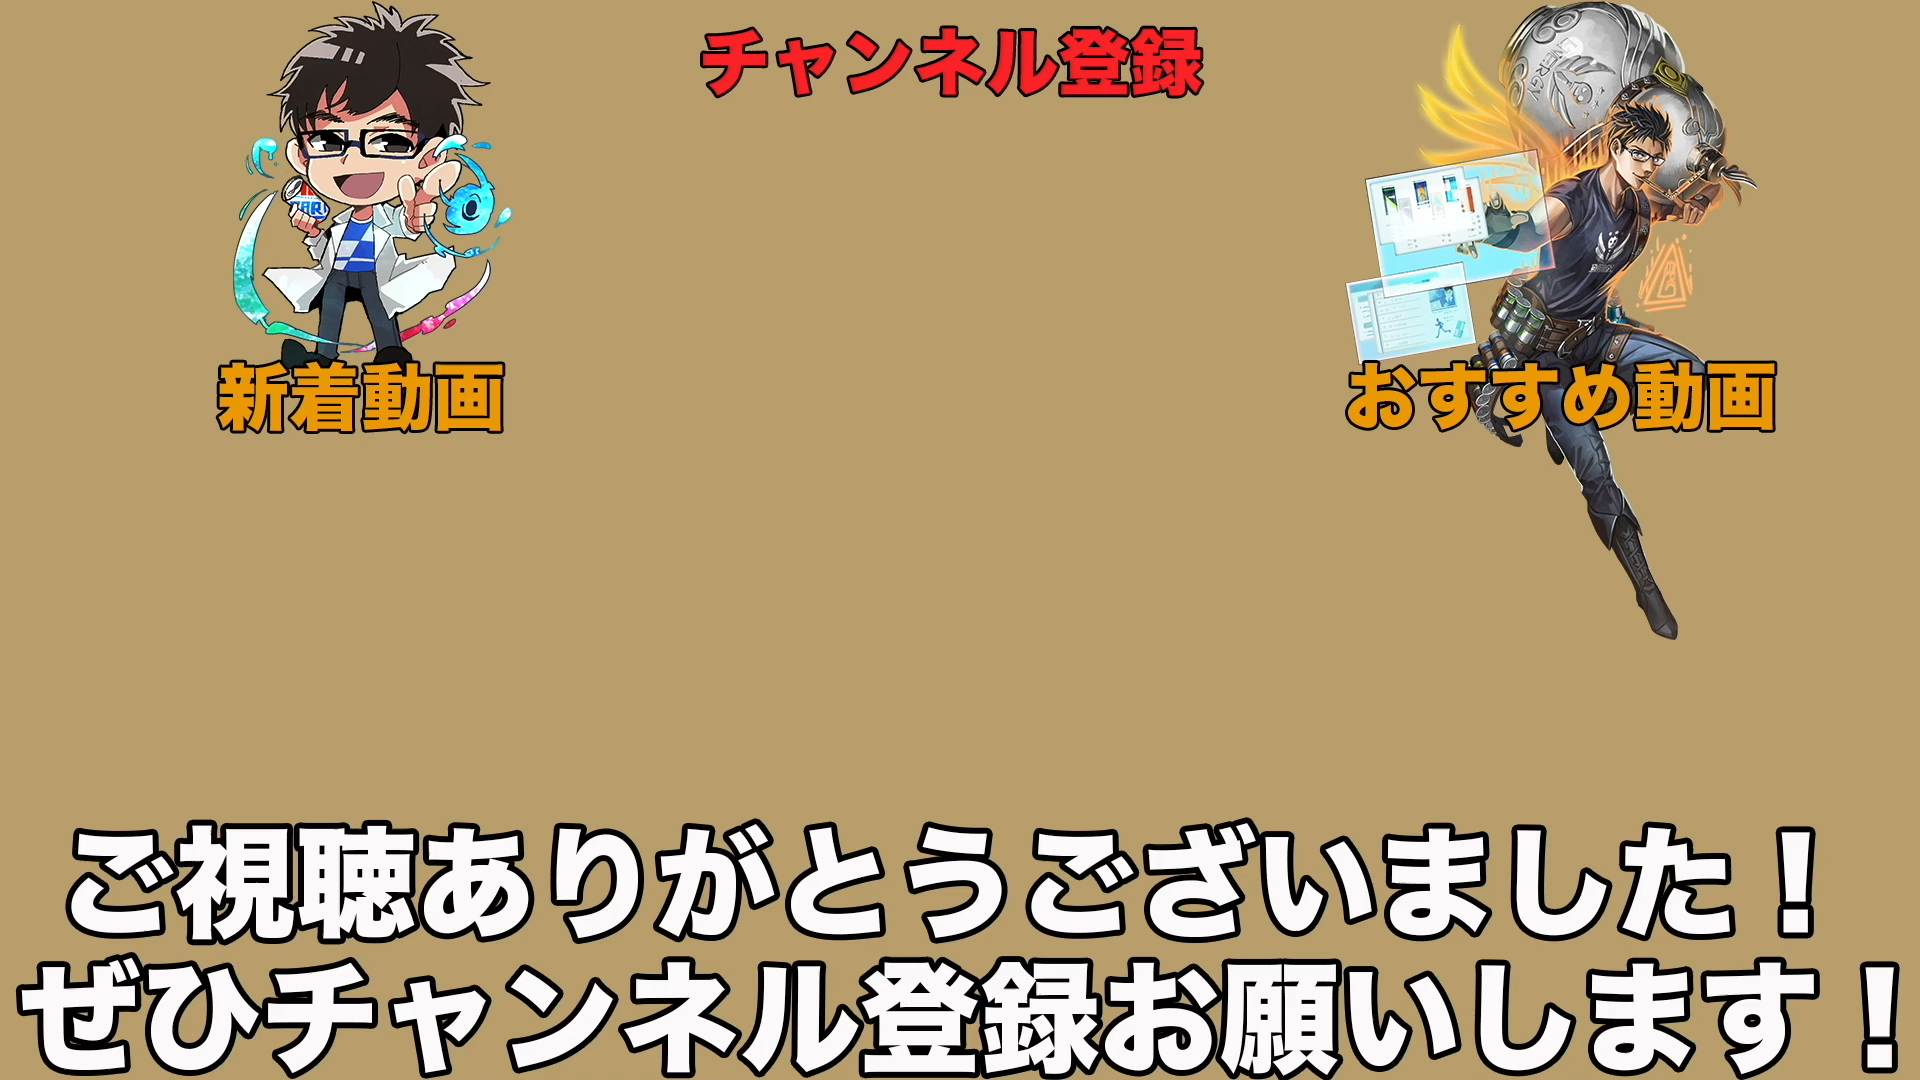 チャンネル登録
ENERGY
新着動画
おすすめ動画
ご視聴ありがとうございました！
ぜひチャンネル登録お願いします！